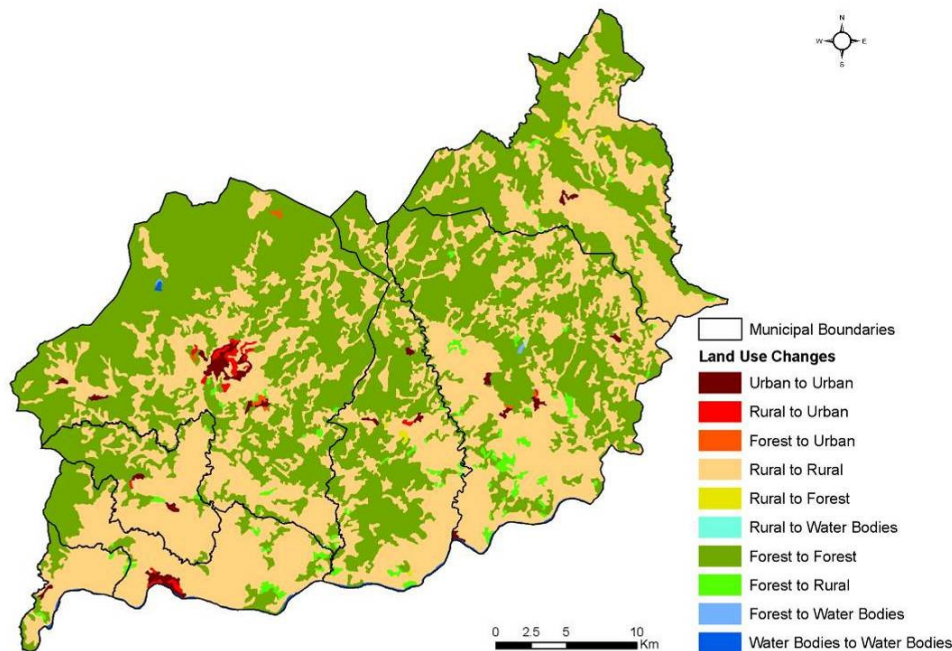 N
W E
S
Municipal Boundaries
Land Use Changes
Urban to Urban
Rural to Urban
Forest to Urban
Rural to Rural
Rural to Forest
Rural to Water Bodies
Forest to Forest
Forest to Rural
Forest to Water Bodies
Water Bodies to Water Bodies
0 2.5 5 10
Km